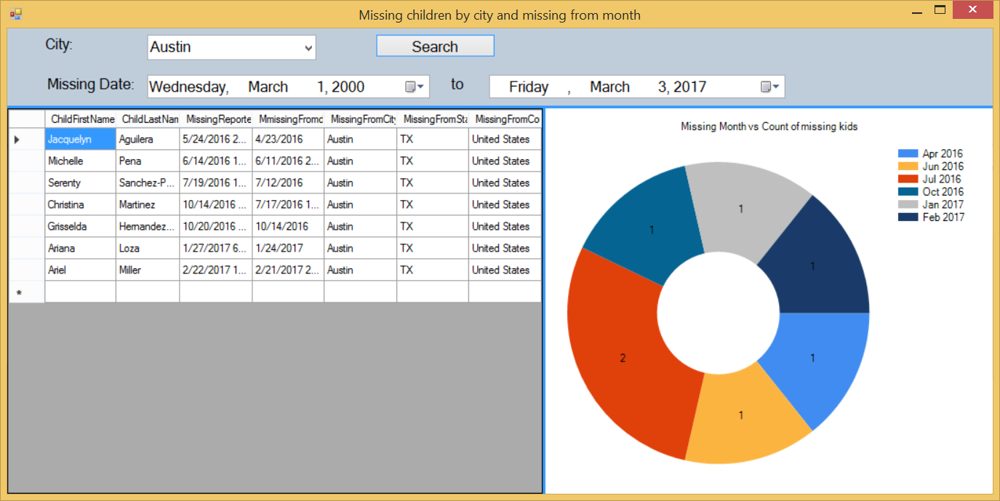 Missing children by city and missing from month
City: Austin Search
Missing Date: Wednesday, March 1, 2000 to Friday , March 3, 2017
ChildFirstName ChildLastNam MissingReporte MmissingFromd MissingFromCity MissingFromSta MissingFromCo
Jacquelyn Aguilera 5/24/2016 2... 4/23/2016 Austin TX United States
Michelle Pena 6/14/2016 1... 6/11/2016 2... Austin TX United States
Serenty Sanchez-P... 7/19/2016 1... 7/12/2016 Austin TX United States
Christina Martinez 10/14/2016 ... 7/17/2016 1... Austin TX United States
Grisselda Hernandez... 10/20/2016 ... 10/14/2016 Austin TX United States
Ariana Loza 1/27/2017 6... 1/24/2017 Austin TX United States
Ariel Miller 2/22/2017 1... 2/21/2017 2... Austin TX United States
*
Missing Month vs Count of missing kids
Apr 2016
Jun 2016
Jul 2016
Oct 2016
Jan 2017
Feb 2017
1
1
1
2
1
1